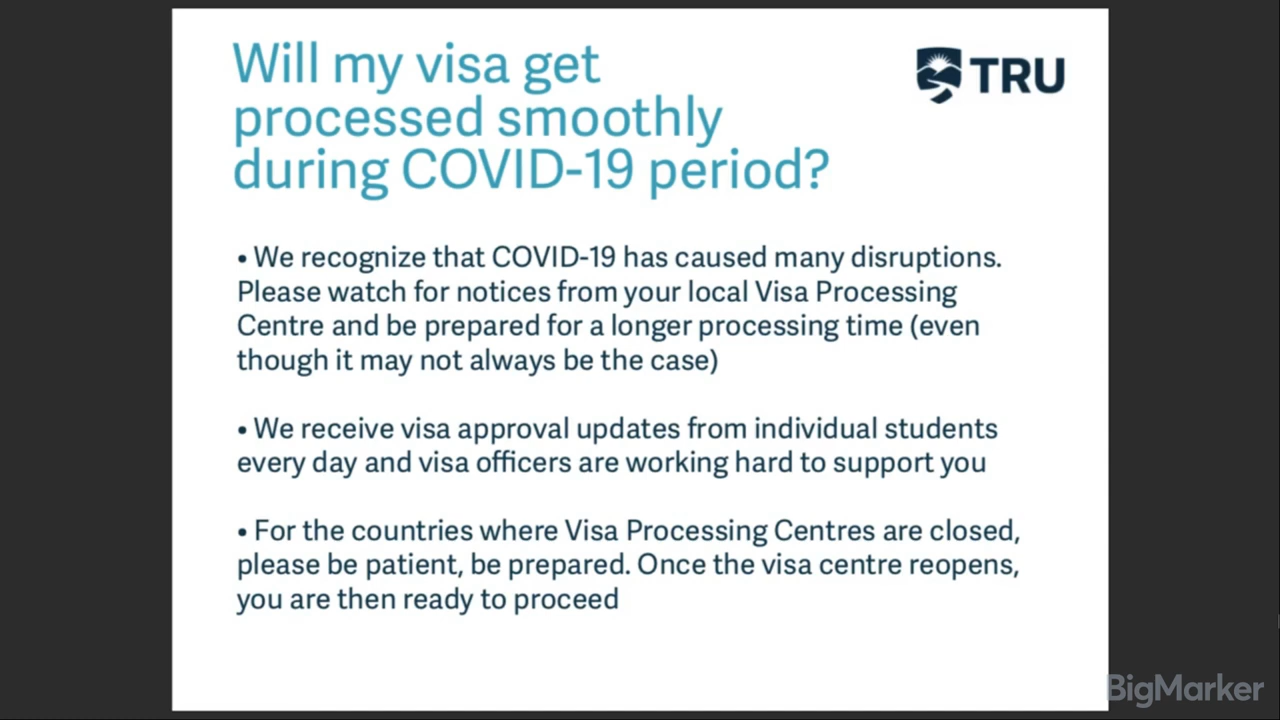 Will my visa get
processed smoothly
during COVID-19 period?
TRU
• We recognize that COVID-19 has caused many disruptions.
Please watch for notices from your local Visa Processing
Centre and be prepared for a longer processing time (even
though it may not always be the case)
• We receive visa approval updates from individual students
every day and visa officers are working hard to support you
• For the countries where Visa Processing Centres are closed,
please be patient, be prepared. Once the visa centre reopens,
you are then ready to proceed
BigMarker